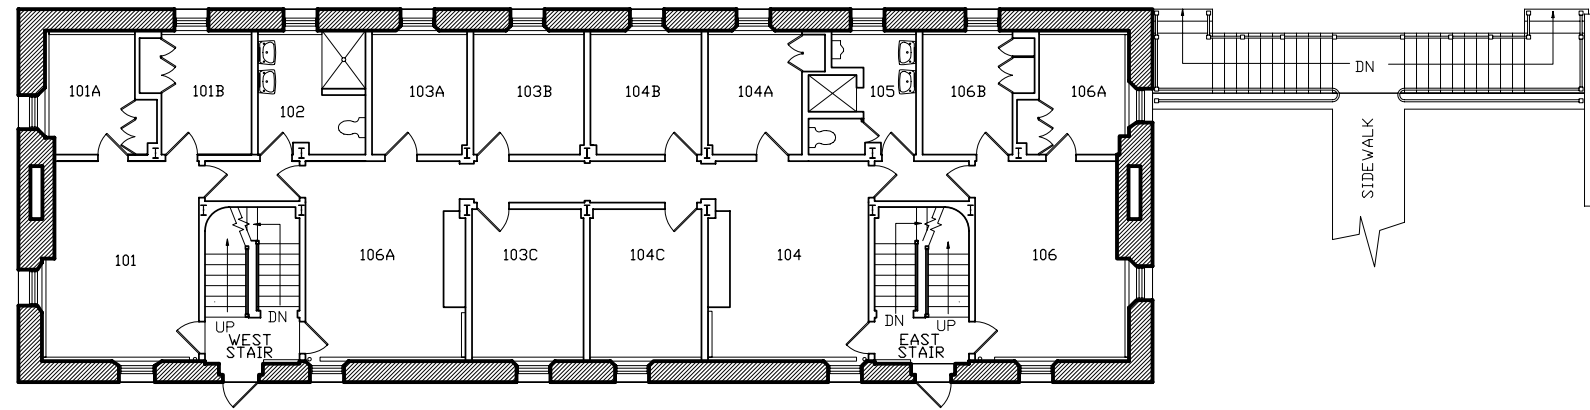 DN
101A
101B
102
103A
103B
104B
104A
105
106B
106A
SIDEWALK
101
106A
103C
104C
104
106
UP
DN
WEST
STAIR
DN
UP
EAST
STAIR